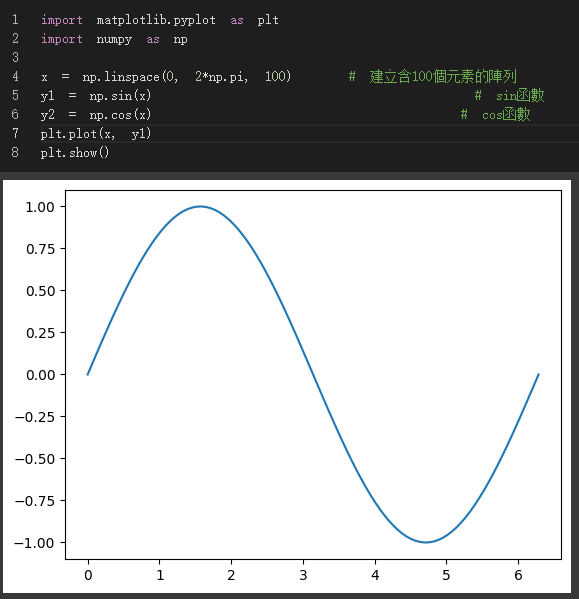 1 import matplotlib.pyplot as plt
2 import numpy as np
3
4 x = np.linspace(0, 2*np.pi, 100) # 建立含100個元素的陣列
5 y1 = np.sin(x) # sin函數
6 y2 = np.cos(x) # cos函數
7 plt.plot(x, y1)
8 plt.show()
1.00
0.75
0.50
0.25
0.00
−0.25
−0.50
−0.75
−1.00
0 1 2 3 4 5 6